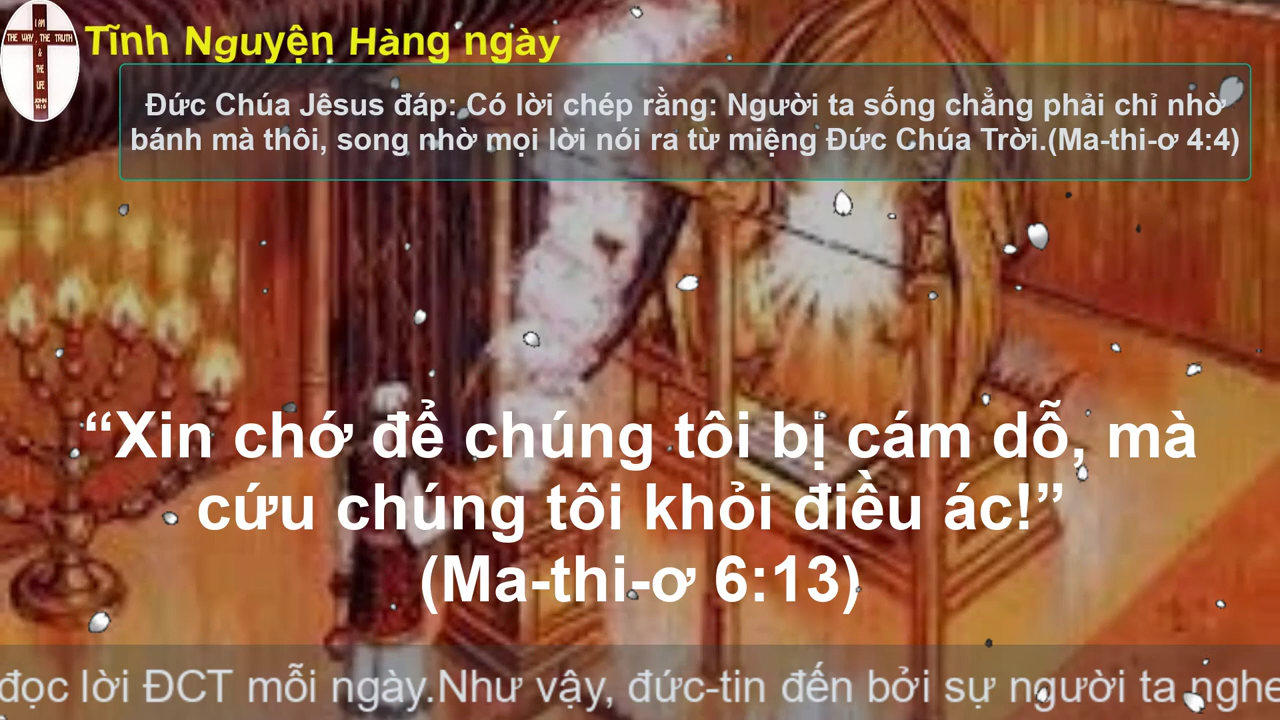 I AM
THE WAY, THE TRUTH
&
THE
LIFE
JOHN
14:6
Tĩnh Nguyện Hàng ngày
Đức Chúa Jêsus đáp: Có lời chép rằng: Người ta sống chẳng phải chỉ nhờ
bánh mà thôi, song nhờ mọi lời nói ra từ miệng Đức Chúa Trời.(Ma-thi-ơ 4:4)
“Xin chớ để chúng tôi bị cám dỗ, mà
cứu chúng tôi khỏi điều ác!”
(Ma-thi-ơ 6:13)
đọc lời ĐCT mỗi ngày.Như vậy, đức-tin đến bởi sự người ta nghe